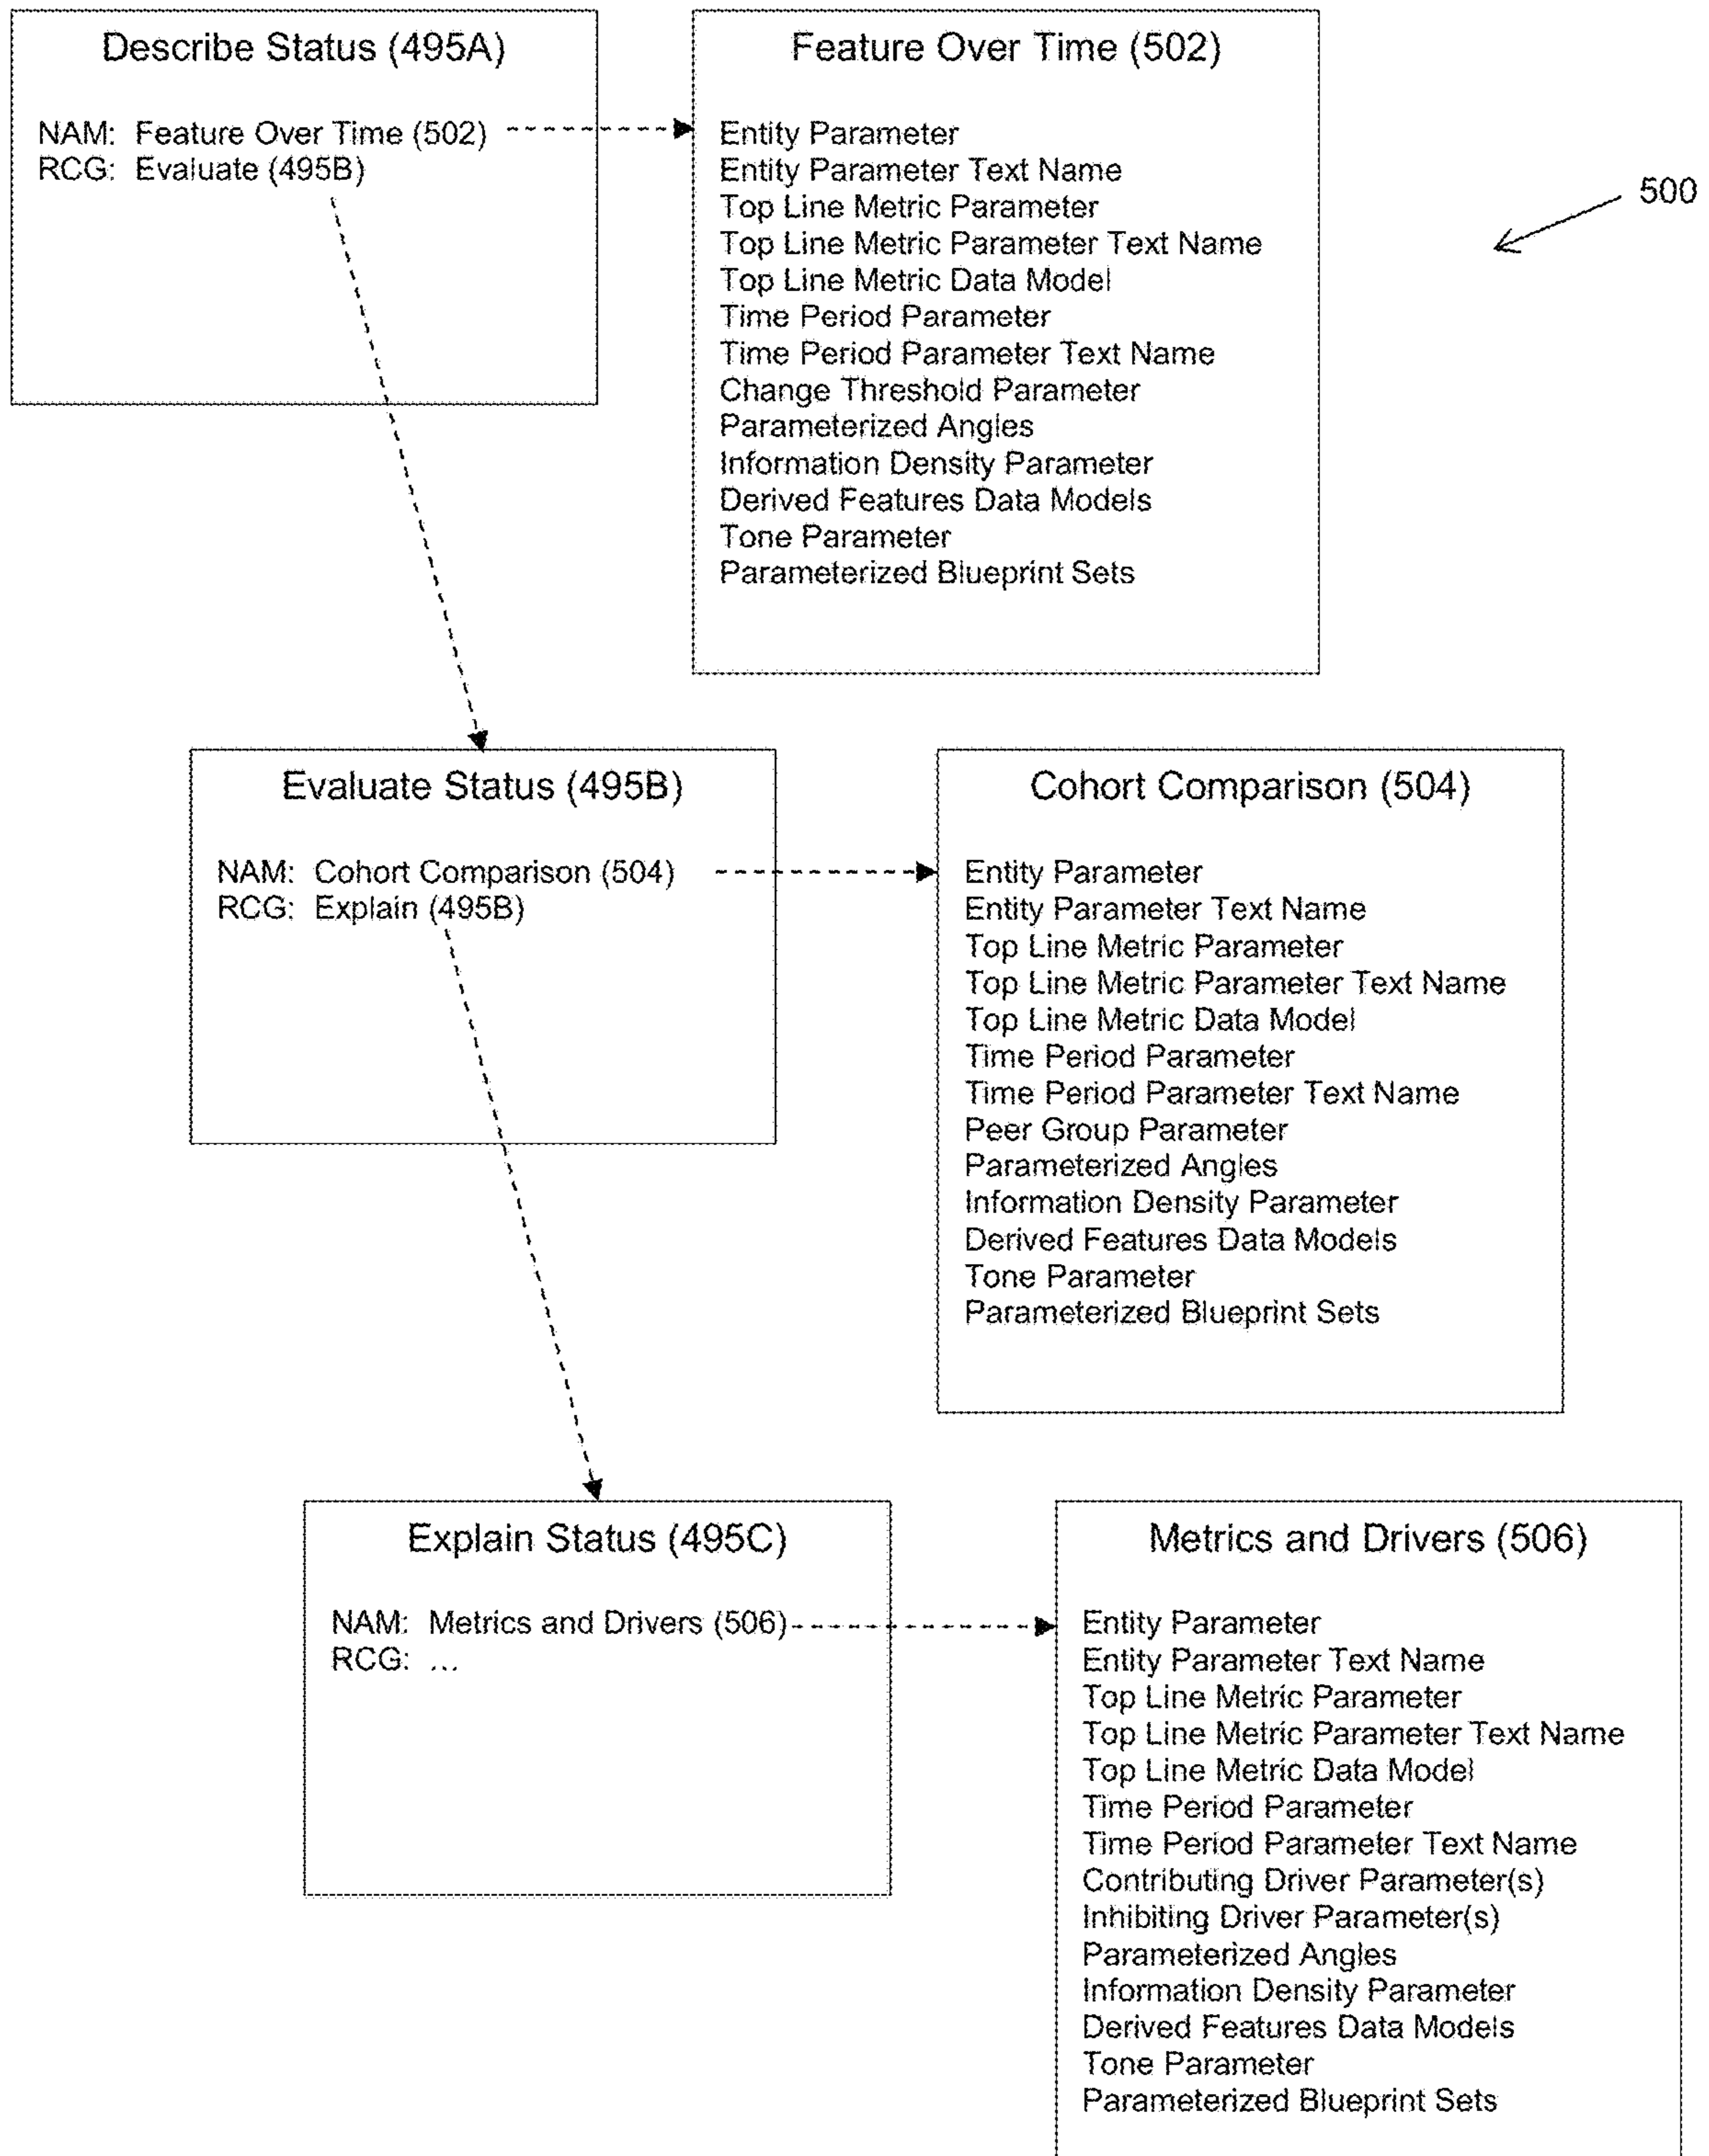 Describe Status (495A)
NAM: Feature Over Time (502)
RCG: Evaluate (495B)
Feature Over Time (502)
Entity Parameter
Entity Parameter Text Name
Top Line Metric Parameter
Top Line Metric Parameter Text Name
Top Line Metric Data Model
Time Period Parameter
Time Period Parameter Text Name
Change Threshold Parameter
Parameterized Angles
Information Density Parameter
Derived Features Data Models
Tone Parameter
Parameterized Blueprint Sets
500
Evaluate Status (495B)
NAM: Cohort Comparison (504)
RCG: Explain (495B)
Cohort Comparison (504)
Entity Parameter
Entity Parameter Text Name
Top Line Metric Parameter
Top Line Metric Parameter Text Name
Top Line Metric Data Model
Time Period Parameter
Time Period Parameter Text Name
Peer Group Parameter
Parameterized Angles
Information Density Parameter
Derived Features Data Models
Tone Parameter
Parameterized Blueprint Sets
Explain Status (495C)
NAM: Metrics and Drivers (506)
RCG: ...
Metrics and Drivers (506)
Entity Parameter
Entity Parameter Text Name
Top Line Metric Parameter
Top Line Metric Parameter Text Name
Top Line Metric Data Model
Time Period Parameter
Time Period Parameter Text Name
Contributing Driver Parameter(s)
Inhibiting Driver Parameter(s)
Parameterized Angles
Information Density Parameter
Derived Features Data Models
Tone Parameter
Parameterized Blueprint Sets